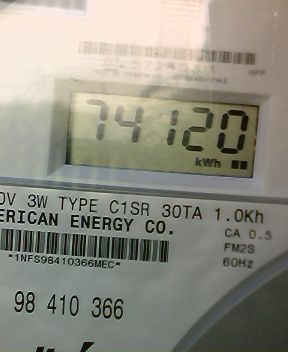 74120
kWh
0V 3W TYPE C1SR 30TA 1.0Kh
ERICAN ENERGY CO.
CA 0.5
*1NFS98410366MEC*
FM2S
60Hz
98 410 366